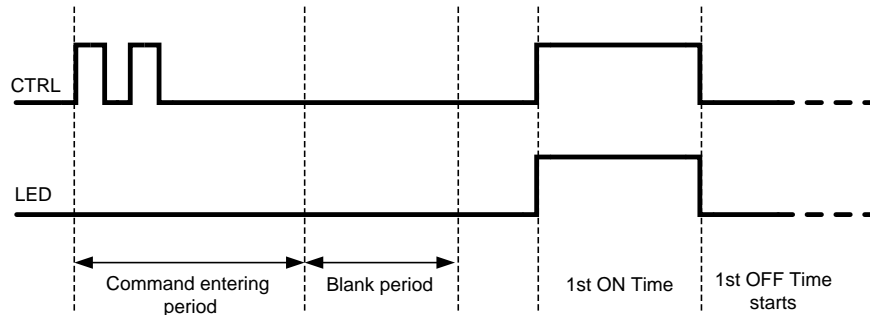 CTRL
LED
Command entering
period
Blank period
1st ON Time
1st OFF Time
starts